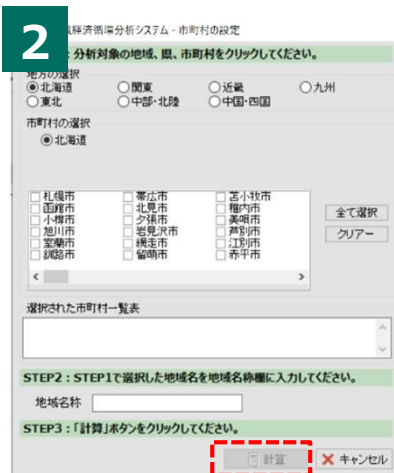 2
経済循環分析システム - 市町村の設定
：分析対象の地域、県、市町村をクリックしてください。
地方の選択
北海道 関東 近畿 九州
東北 中部・北陸 中国・四国
市町村の選択
北海道
札幌市 帯広市 苫小牧市
函館市 北見市 稚内市
小樽市 夕張市 美唄市
旭川市 岩見沢市 芦別市
室蘭市 網走市 江別市
釧路市 留萌市 赤平市
全て選択
クリアー
選択された市町村一覧表
STEP2：STEP1で選択した地域名を地域名称欄に入力してください。
地域名称
STEP3：「計算」ボタンをクリックしてください。
計算 キャンセル